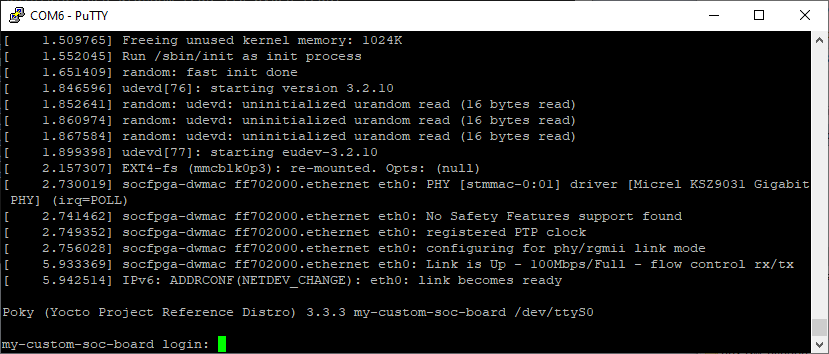 COM6 - PuTTY
[    1.509765] Freeing unused kernel memory: 1024K
[    1.552045] Run /sbin/init as init process
[    1.651409] random: fast init done
[    1.846596] udevd[76]: starting version 3.2.10
[    1.852641] random: udevd: uninitialized urandom read (16 bytes read)
[    1.860974] random: udevd: uninitialized urandom read (16 bytes read)
[    1.867584] random: udevd: uninitialized urandom read (16 bytes read)
[    1.899398] udevd[77]: starting eudev-3.2.10
[    2.157307] EXT4-fs (mmcblk0p3): re-mounted. Opts: (null)
[    2.730019] socfpga-dwmac ff702000.ethernet eth0: PHY [stmmac-0:01] driver [Micrel KSZ9031 Gigabit
PHY] (irq=POLL)
[    2.741462] socfpga-dwmac ff702000.ethernet eth0: No Safety Features support found
[    2.749352] socfpga-dwmac ff702000.ethernet eth0: registered PTP clock
[    2.756028] socfpga-dwmac ff702000.ethernet eth0: configuring for phy/rgmii link mode
[    5.933369] socfpga-dwmac ff702000.ethernet eth0: Link is Up - 100Mbps/Full - flow control rx/tx
[    5.942514] IPv6: ADDRCONF(NETDEV_CHANGE): eth0: link becomes ready
Poky (Yocto Project Reference Distro) 3.3.3 my-custom-soc-board /dev/ttyS0
my-custom-soc-board login: